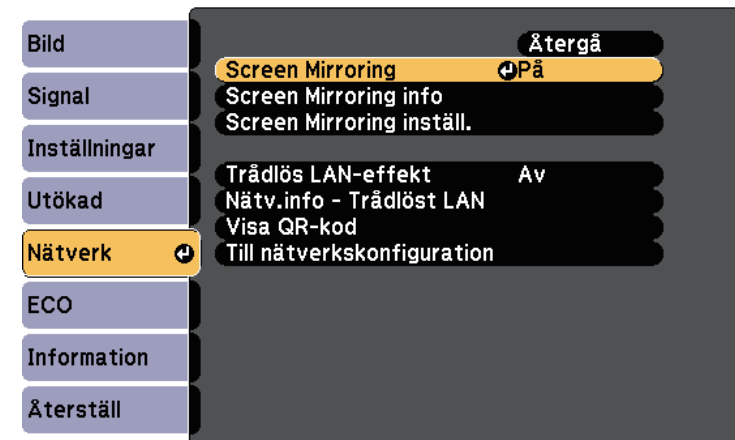 Bild
Signal
Inställningar
Utökad
Nätverk
ECO
Information
Återställ
Återgå
Screen Mirroring På
Screen Mirroring info
Screen Mirroring inställ.
Trådlös LAN-effekt Av
Nätv.info - Trådlöst LAN
Visa QR-kod
Till nätverkskonfiguration